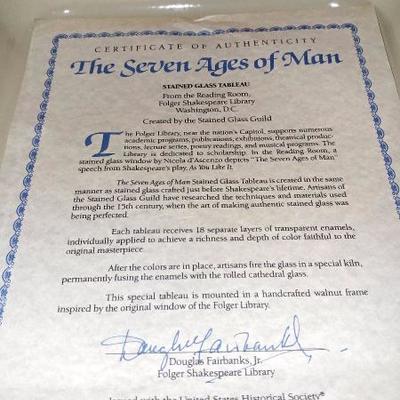 CERTIFICATE OF AUTHENTICITY
The Seven Ages of Man
STAINED GLASS TABLEAU
From the Reading Room,
Folger Shakespeare Library
Washington, D.C.
Created by the Stained Glass Guild
The Folger Library, near the nation's Capitol, supports numerous
academic programs, publications, exhibitions, theatrical produc-
tions, lecture series, poetry readings, and musical programs. The
Library is dedicated to scholarship. In the Reading Room, a
stained glass window by Nicola d'Ascenzo depicts "The Seven Ages of Man"
speech from Shakespeare's play, As You Like It.
The Seven Ages of Man Stained Glass Tableau is created in the same
manner as stained glass crafted just before Shakespeare's lifetime. Artisans of
the Stained Glass Guild have researched the techniques and materials used
through the 15th century, when the art of making authentic stained glass was
being perfected.
Each tableau receives 18 separate layers of transparent enamels,
individually applied to achieve a richness and depth of color faithful to the
original masterpiece.
After the colors are in place, artisans fire the glass in a special kiln,
permanently fusing the enamels with the rolled cathedral glass.
This special tableau is mounted in a handcrafted walnut frame
inspired by the original window of the Folger Library.
Douglas Fairbanks, Jr.
Folger Shakespeare Library
Issued with the United States Historical Society®